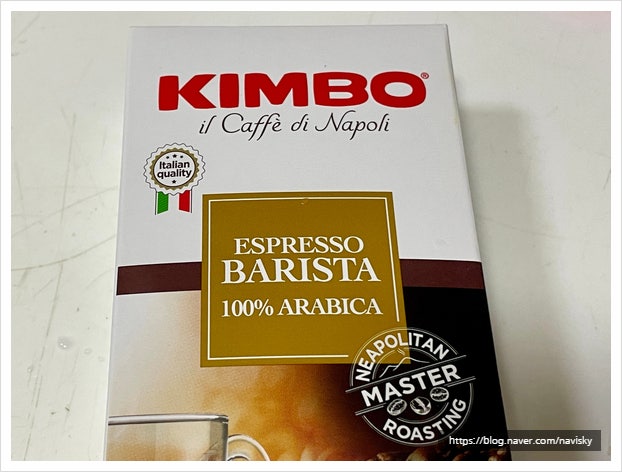 KIMBO®
il Caffè di Napoli
Italian
quality
ESPRESSO
BARISTA
100% ARABICA
NEAPOLITAN
MASTER
ROASTING
https://blog.naver.com/navisky